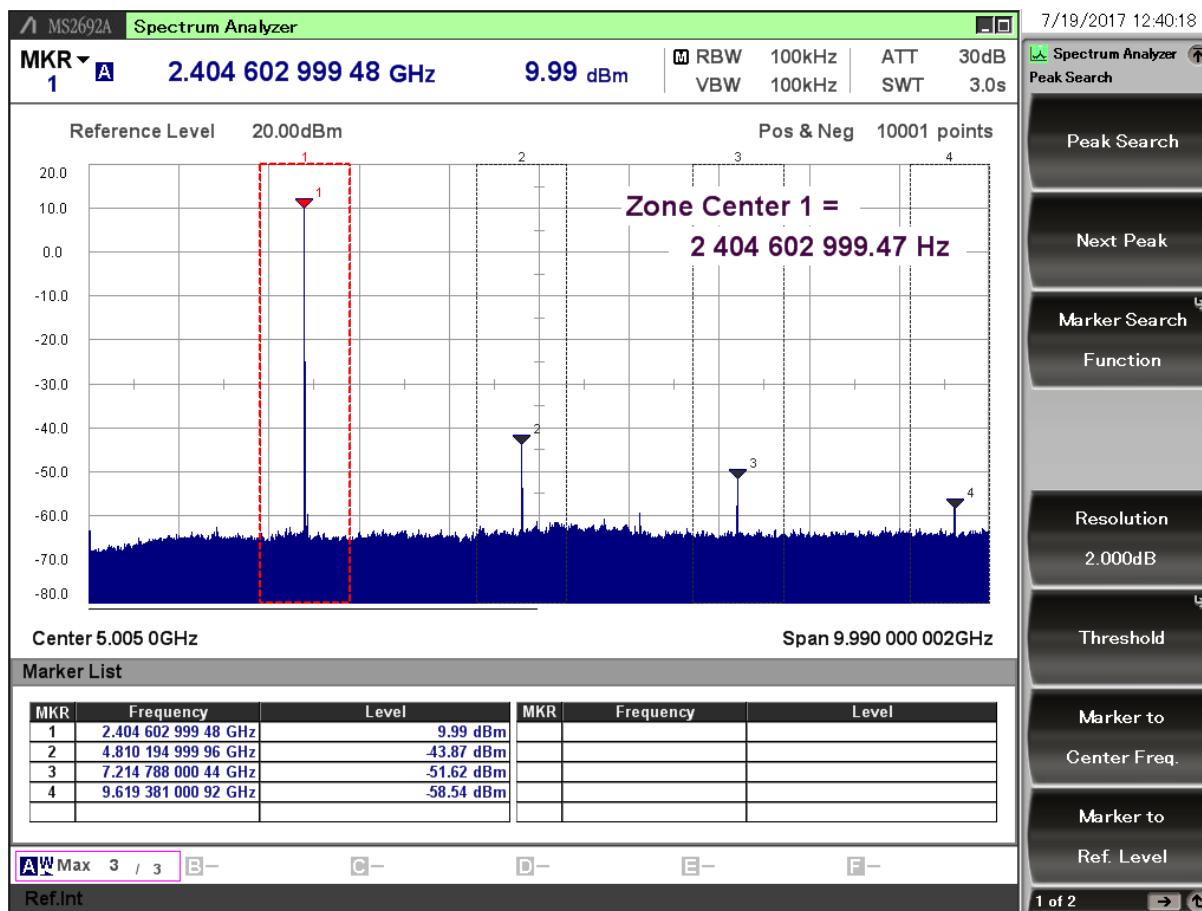 MS2692A Spectrum Analyzer
7/19/2017 12:40:18
MKR
1
A
2.404 602 999 48 GHz
9.99 dBm
M RBW 100kHz
VBW 100kHz
ATT 30dB
SWT 3.0s
Reference Level 20.00dBm
Pos & Neg 10001 points
1 2 3 4
20.0
10.0
0.0
-10.0
-20.0
-30.0
-40.0
-50.0
-60.0
-70.0
-80.0
1
2
3
4
Zone Center 1 =
2 404 602 999.47 Hz
Center 5.005 0GHz
Span 9.990 000 002GHz
Marker List
MKR Frequency Level MKR Frequency Level
1 2.404 602 999 48 GHz 9.99 dBm
2 4.810 194 999 96 GHz -43.87 dBm
3 7.214 788 000 44 GHz -51.62 dBm
4 9.619 381 000 92 GHz -58.54 dBm
A W Max 3 / 3 B- C- D- E- F-
Ref.Int
Spectrum Analyzer
Peak Search
Peak Search
Next Peak
Marker Search
Function
Resolution
2.000dB
Threshold
Marker to
Center Freq.
Marker to
Ref. Level
1 of 2